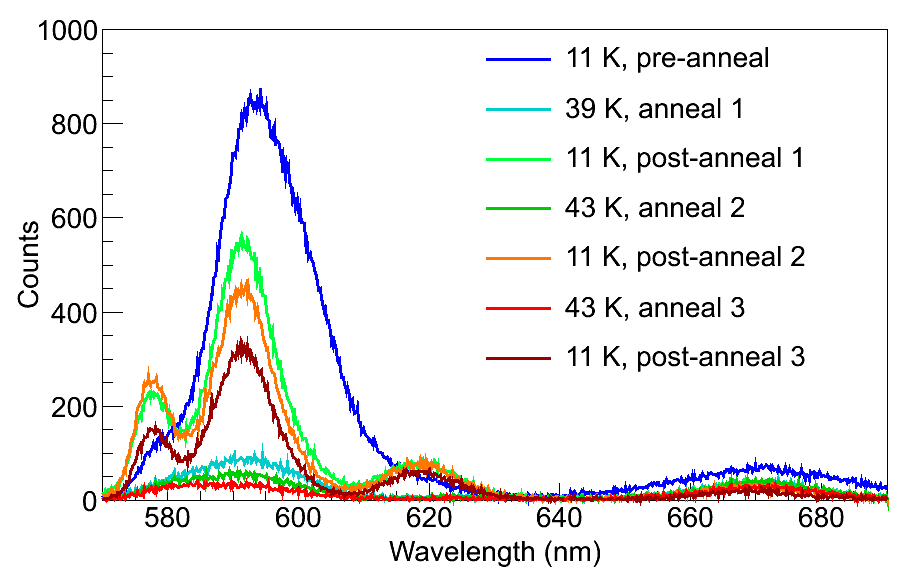 1000
800
600
400
200
0
Counts
11 K, pre-anneal
39 K, anneal 1
11 K, post-anneal 1
43 K, anneal 2
11 K, post-anneal 2
43 K, anneal 3
11 K, post-anneal 3
580 600 620 640 660 680
Wavelength (nm)